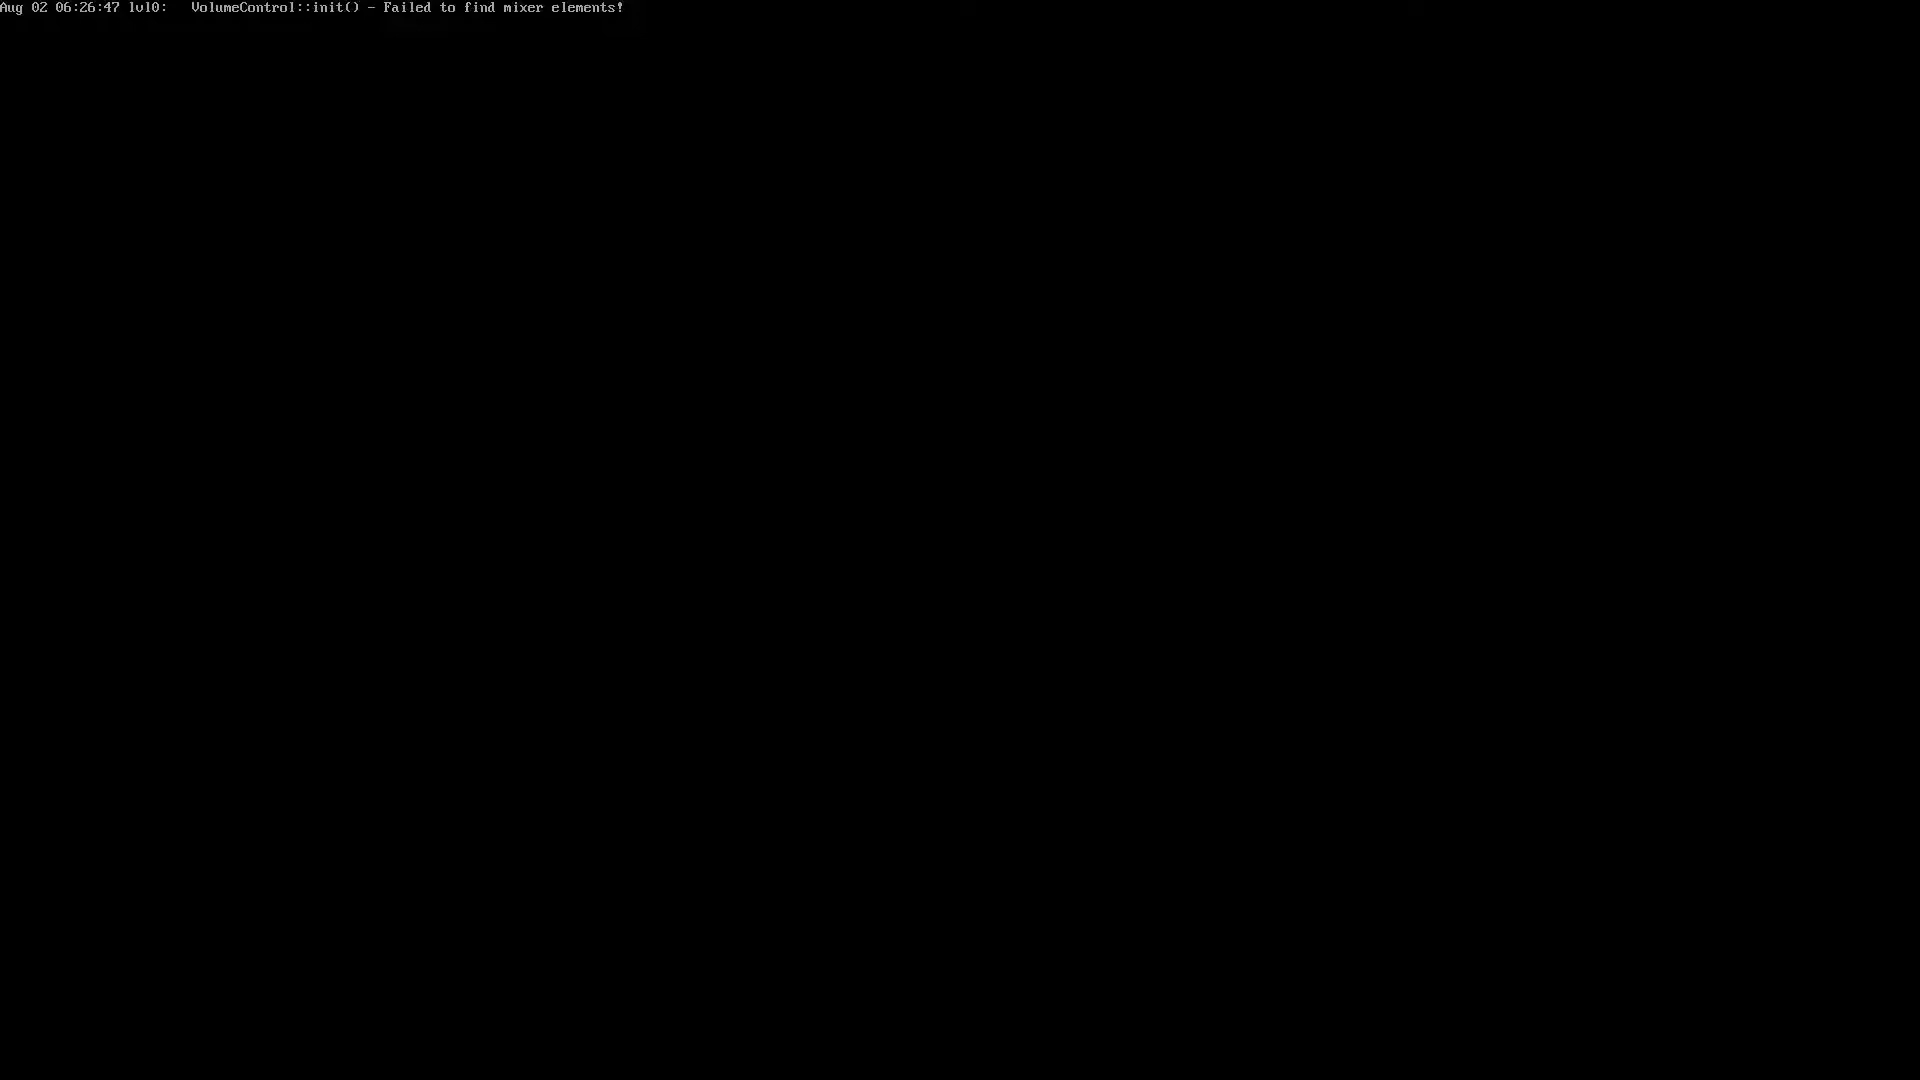 Aug 02 06:26:47 lvl0:   VolumeControl::init() - Failed to find mixer elements!